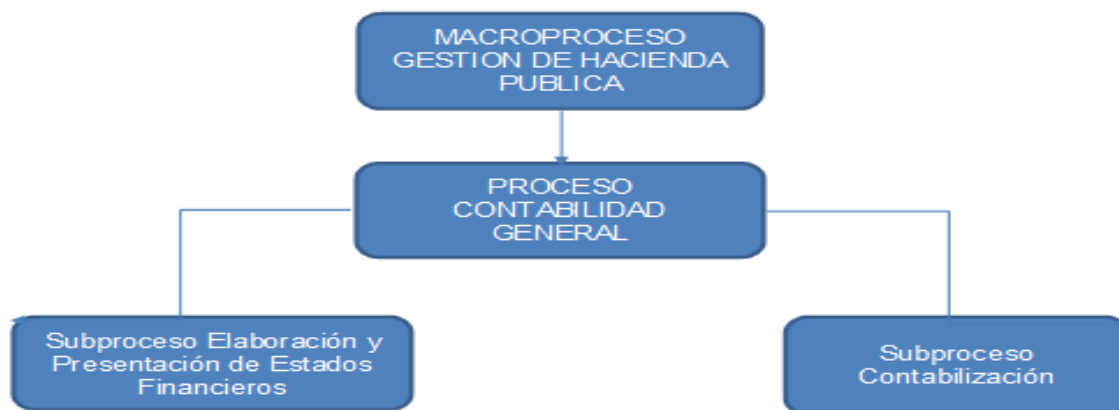 MACROPROCESO
GESTION DE HACIENDA
PUBLICA
PROCESO
CONTABILIDAD
GENERAL
Subproceso Elaboración y
Presentación de Estados
Financieros
Subproceso
Contabilización